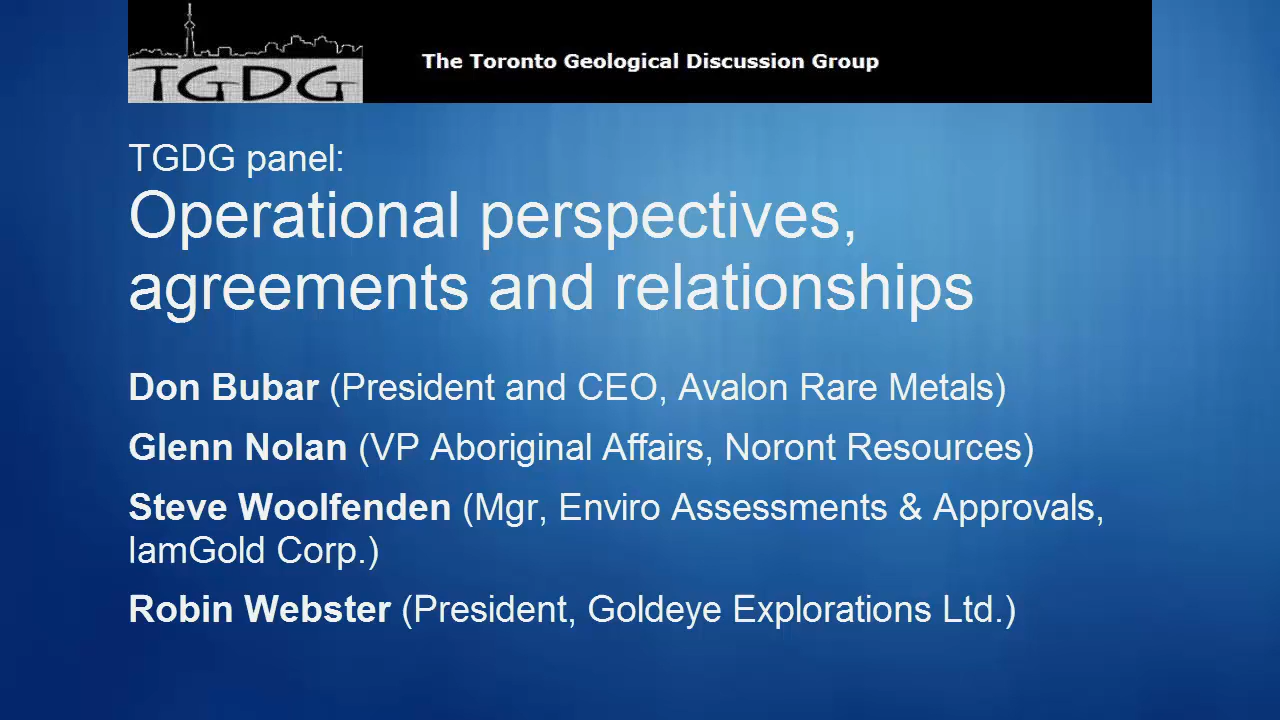 TGDG
The Toronto Geological Discussion Group
TGDG panel:
Operational perspectives,
agreements and relationships
Don Bubar (President and CEO, Avalon Rare Metals)
Glenn Nolan (VP Aboriginal Affairs, Noront Resources)
Steve Woolfenden (Mgr, Enviro Assessments & Approvals,
IamGold Corp.)
Robin Webster (President, Goldeye Explorations Ltd.)